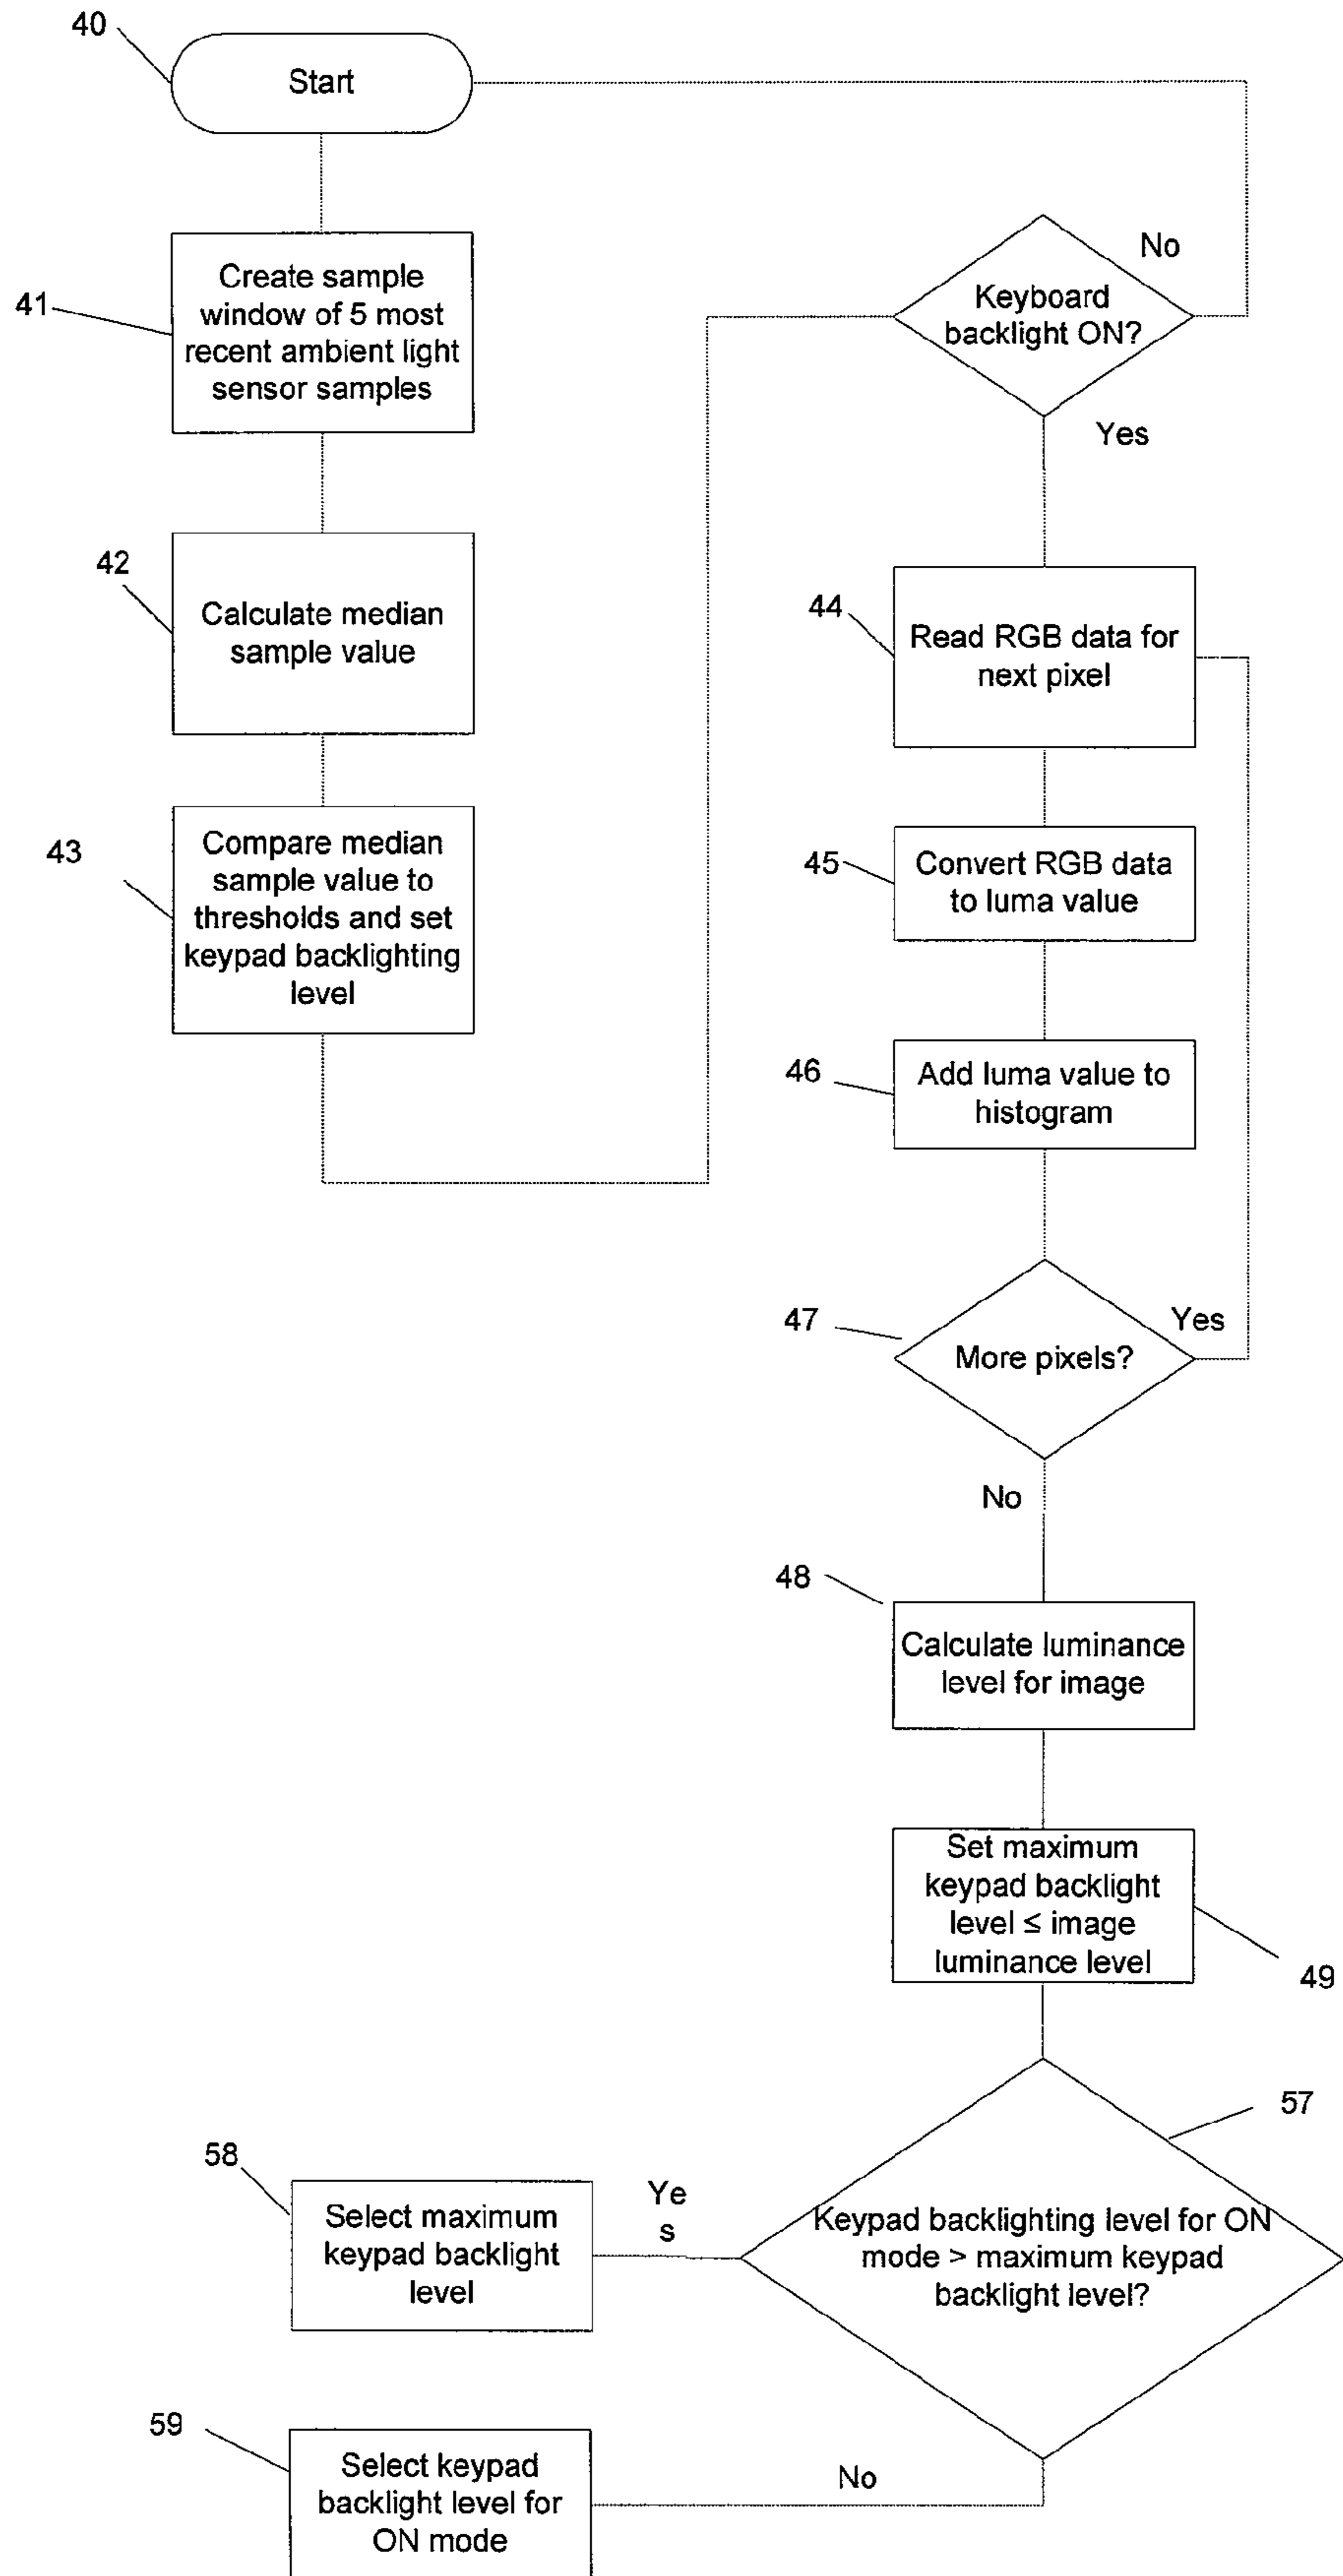 40
Start
41
Create sample
window of 5 most
recent ambient light
sensor samples
42
Calculate median
sample value
43
Compare median
sample value to
thresholds and set
keypad backlighting
level
Keyboard
backlight ON?
No
Yes
44
Read RGB data for
next pixel
45
Convert RGB data
to luma value
46
Add luma value to
histogram
47
More pixels?
Yes
No
48
Calculate luminance
level for image
Set maximum
keypad backlight
level ≤ image
luminance level
49
57
Keypad backlighting level for ON
mode > maximum keypad
backlight level?
Ye
s
58
Select maximum
keypad backlight
level
No
59
Select keypad
backlight level for
ON mode